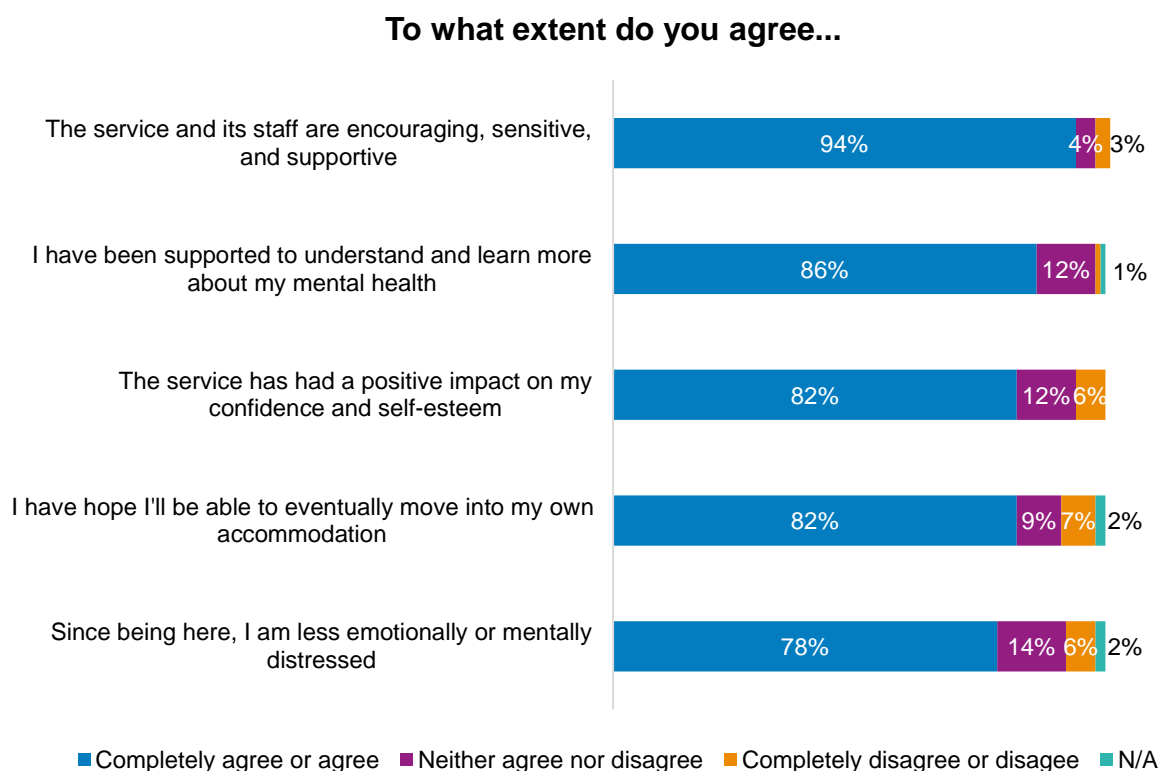 To what extent do you agree...
The service and its staff are encouraging, sensitive,
and supportive
94%
4%
3%
I have been supported to understand and learn more
about my mental health
86%
12%
1%
The service has had a positive impact on my
confidence and self-esteem
82%
12%
6%
I have hope I'll be able to eventually move into my own
accommodation
82%
9%
7%
2%
Since being here, I am less emotionally or mentally
distressed
78%
14%
6%
2%
Completely agree or agree
Neither agree nor disagree
Completely disagree or disagee
N/A